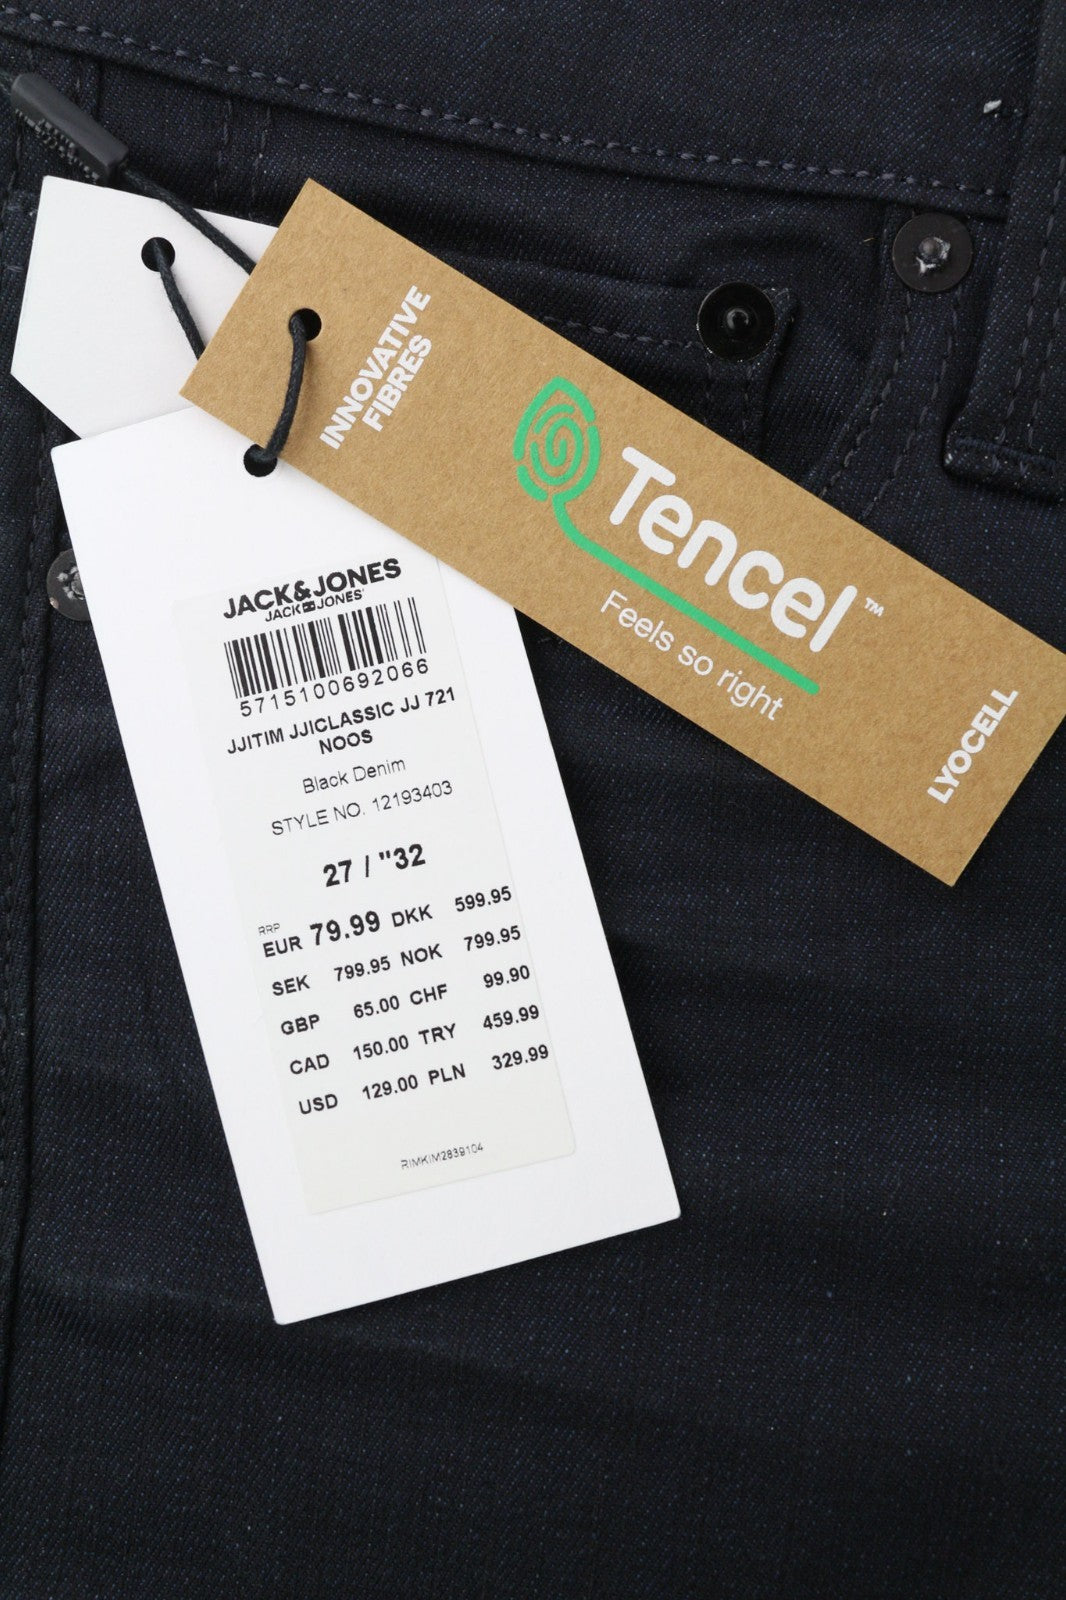 INNOVATIVE
FIBRES
Tencel™
Feels so right
LYOCELL
JACK&JONES
JACK JONES
5715100692066
JJITIM JJICLASSIC JJ 721
NOOS
Black Denim
STYLE NO. 12193403
27 / "32
RRP
EUR 79.99 DKK 599.95
SEK 799.95 NOK 799.95
GBP 65.00 CHF 99.90
CAD 150.00 TRY 459.99
USD 129.00 PLN 329.99
RIMKIM2839104